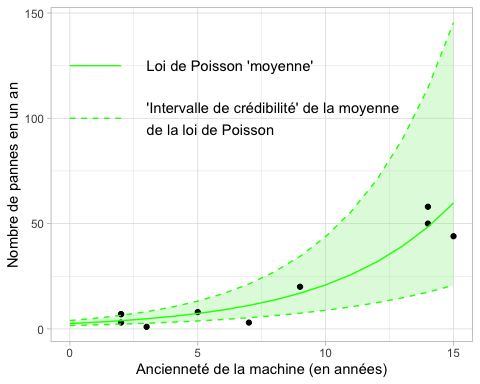 150
100
50
0
Nombre de pannes en un an
Loi de Poisson 'moyenne'
'Intervalle de crédibilité' de la moyenne
de la loi de Poisson
0 5 10 15
Ancienneté de la machine (en années)